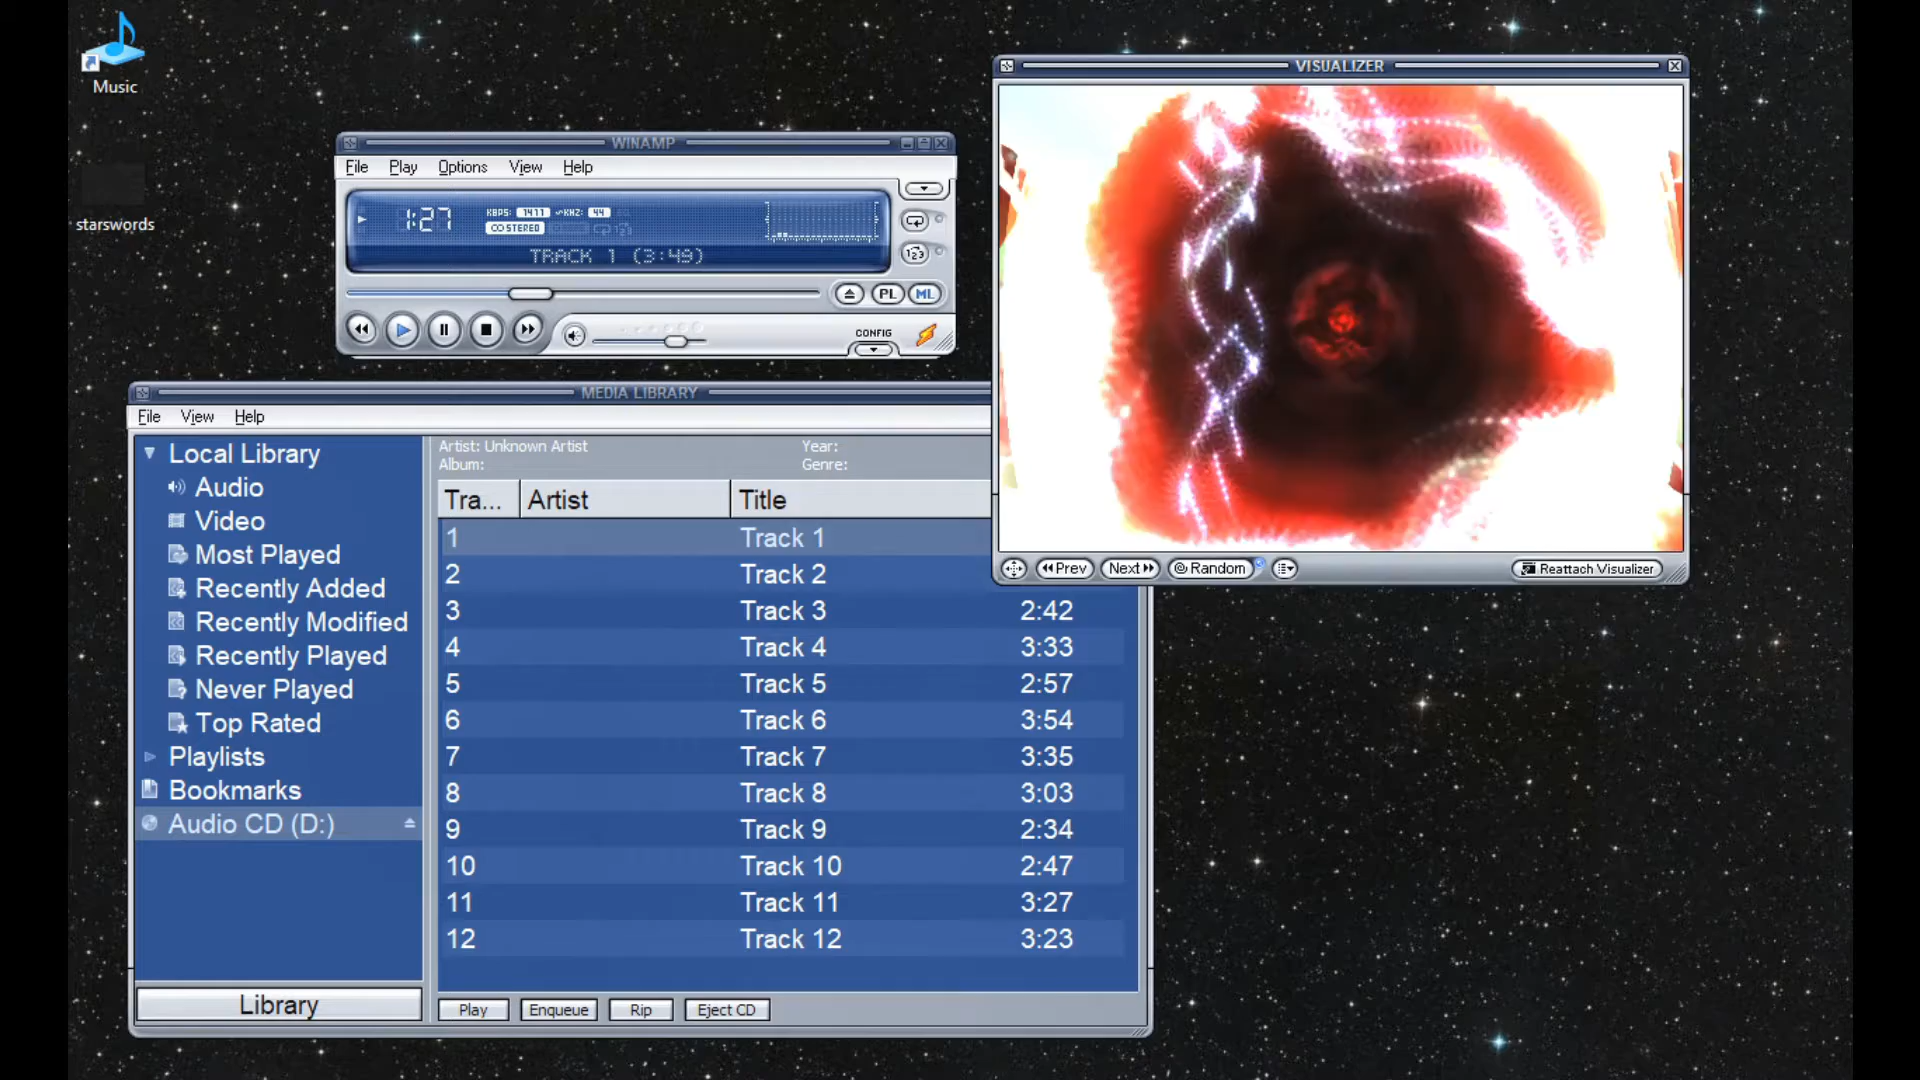 Music
starswords
WINAMP
File Play Options View Help
1:27
KBPS: 1411 KHZ: 44
STEREO
TRACK 1 (3:49)
123
PL ML
CONFIG
VISUALIZER
Prev Next Random Reattach Visualizer
MEDIA LIBRARY
File View Help
Local Library
Audio
Video
Most Played
Recently Added
Recently Modified
Recently Played
Never Played
Top Rated
Playlists
Bookmarks
Audio CD (D:)
Library
Artist: Unknown Artist Year:
Album: Genre:
Tra... Artist Title
1 Track 1
2 Track 2
3 Track 3 2:42
4 Track 4 3:33
5 Track 5 2:57
6 Track 6 3:54
7 Track 7 3:35
8 Track 8 3:03
9 Track 9 2:34
10 Track 10 2:47
11 Track 11 3:27
12 Track 12 3:23
Play Enqueue Rip Eject CD